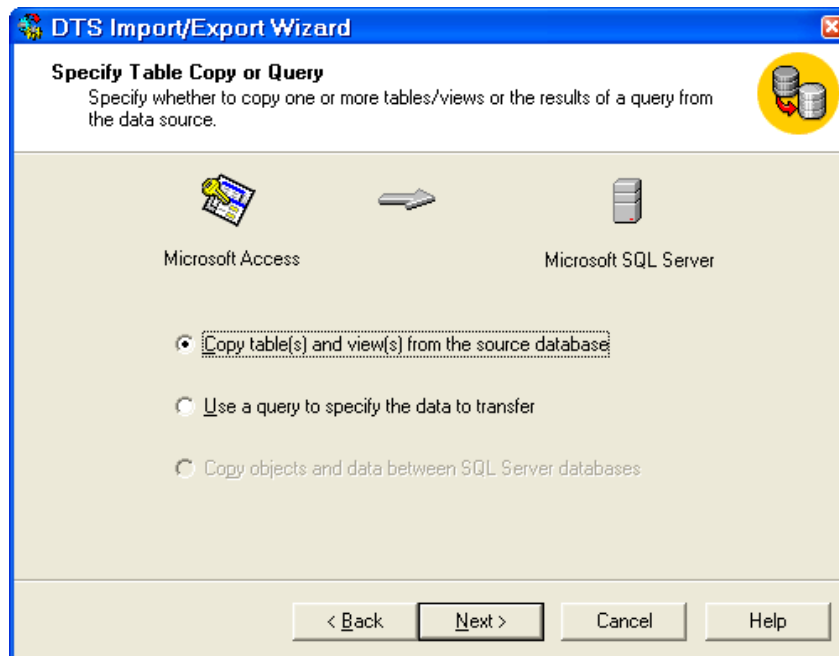 DTS Import/Export Wizard
Specify Table Copy or Query
Specify whether to copy one or more tables/views or the results of a query from
the data source.
Microsoft Access
Microsoft SQL Server
Copy table(s) and view(s) from the source database
Use a query to specify the data to transfer
Copy objects and data between SQL Server databases
< Back
Next >
Cancel
Help